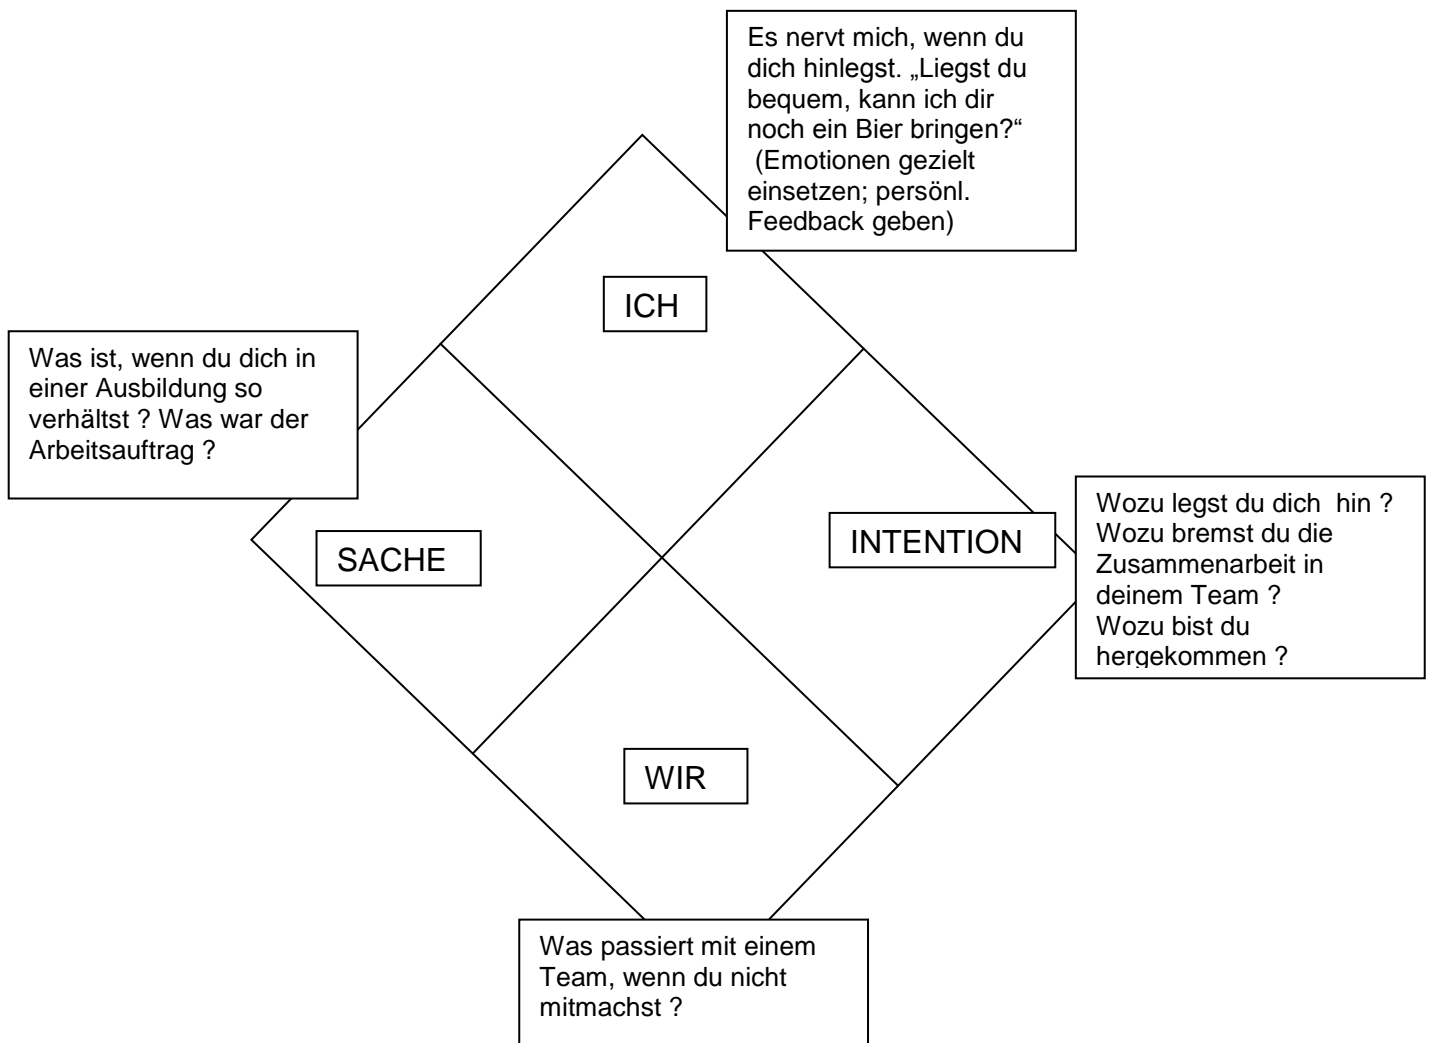 Es nervt mich, wenn du
dich hinlegst. „Liegst du
bequem, kann ich dir
noch ein Bier bringen?“
(Emotionen gezielt
einsetzen; persönl.
Feedback geben)
ICH
Was ist, wenn du dich in
einer Ausbildung so
verhältst ? Was war der
Arbeitsauftrag ?
SACHE
INTENTION
Wozu legst du dich  hin ?
Wozu bremst du die
Zusammenarbeit in
deinem Team ?
Wozu bist du
hergekommen ?
WIR
Was passiert mit einem
Team, wenn du nicht
mitmachst ?